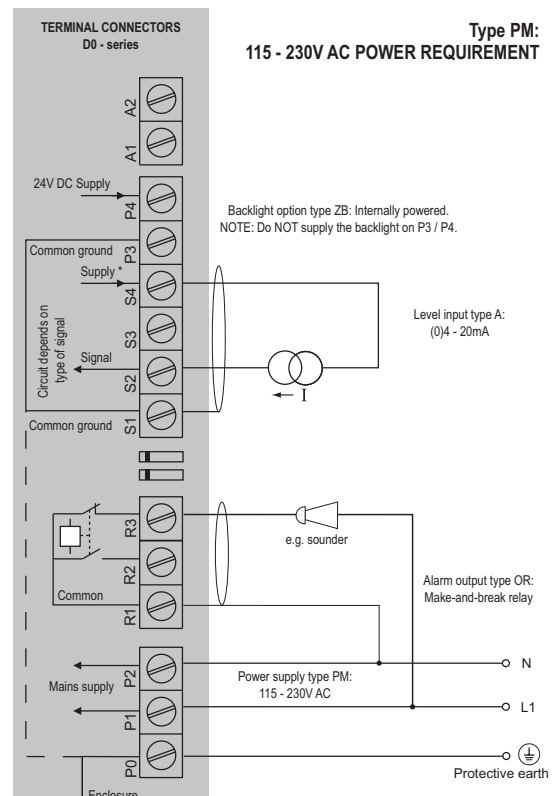 TERMINAL CONNECTORS
D0 - series
Type PM:
115 - 230V AC POWER REQUIREMENT
A2
A1
24V DC Supply
P4
Backlight option type ZB: Internally powered.
NOTE: Do NOT supply the backlight on P3 / P4.
Common ground
P3
Supply *
S4
Level input type A:
(0)4 - 20mA
Circuit depends on
type of signal
S3
Signal
S2
I
Common ground
S1
R3
e.g. sounder
R2
Alarm output type OR:
Make-and-break relay
Common
R1
P2
N
Mains supply
Power supply type PM:
115 - 230V AC
P1
L1
P0
Protective earth
Enclosure